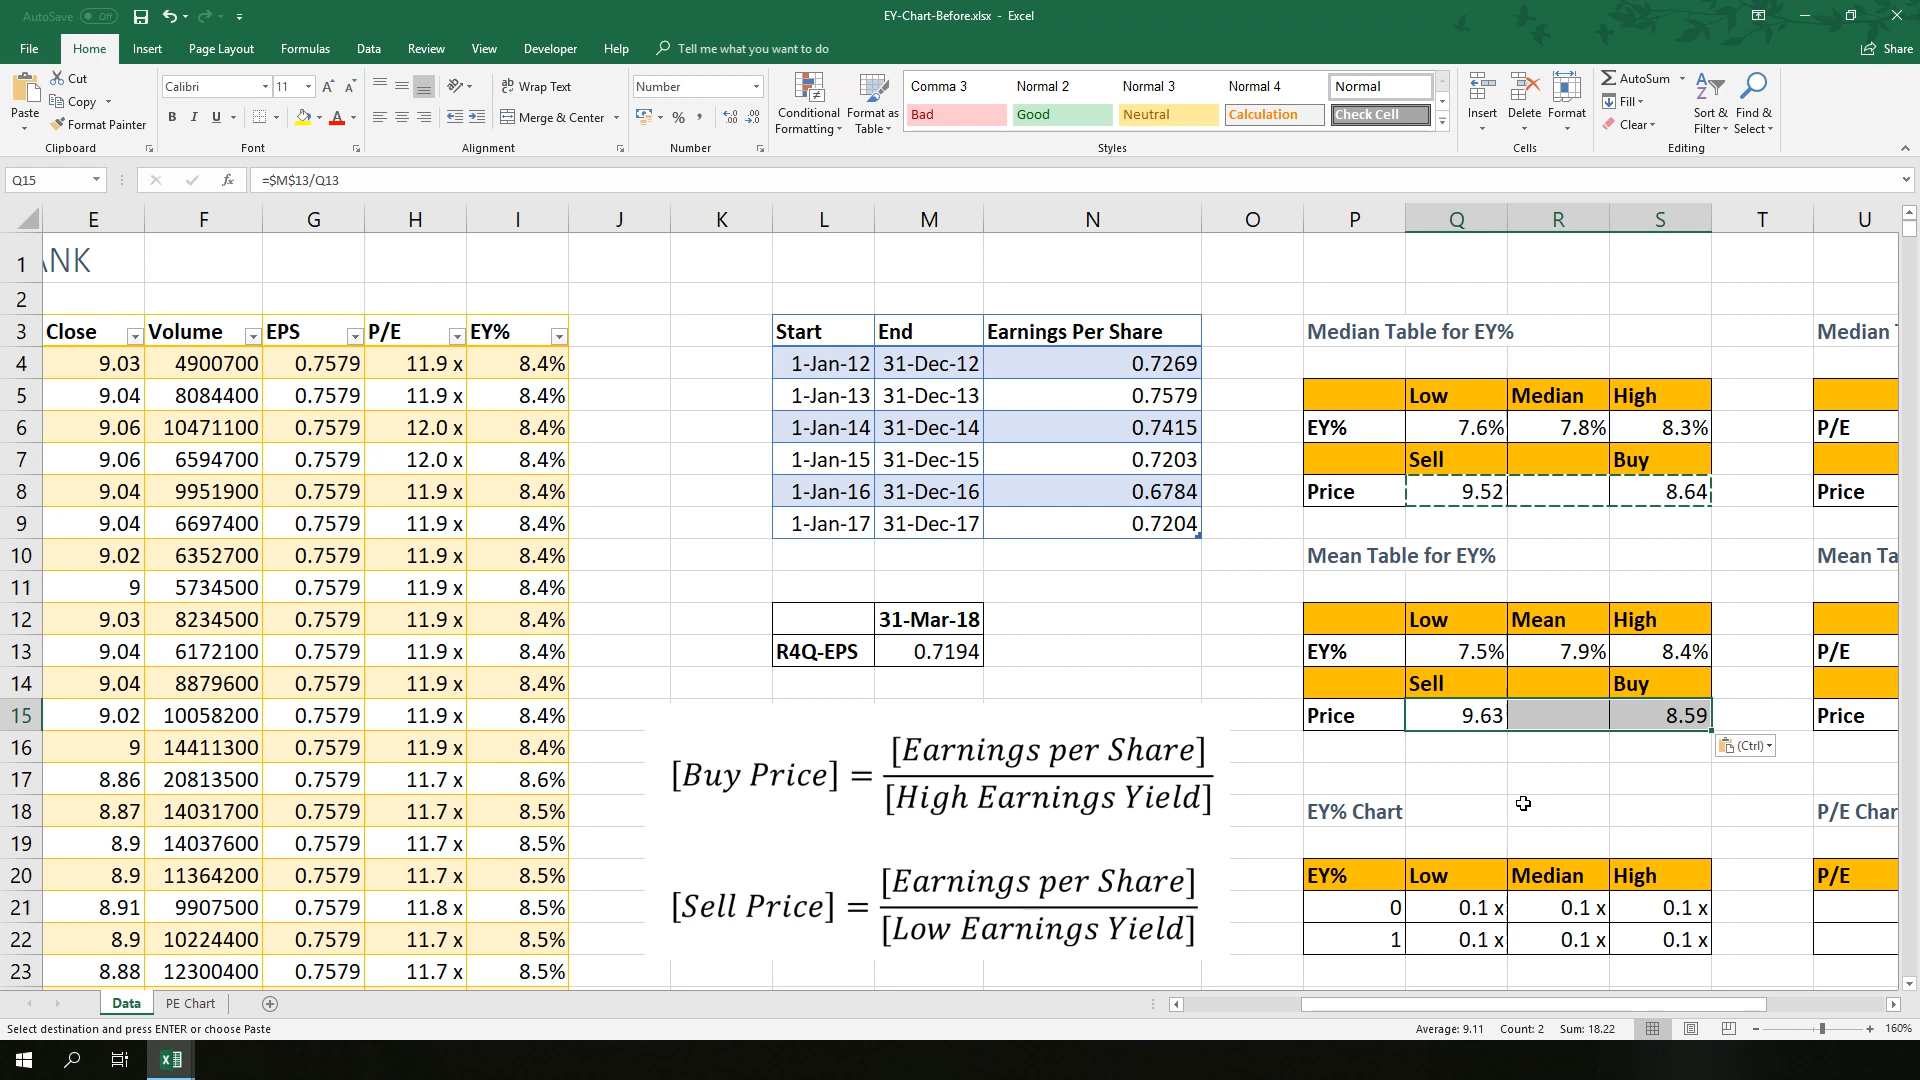 AutoSave Off
EY-Chart-Before.xlsx - Excel
File Home Insert Page Layout Formulas Data Review View Developer Help Tell me what you want to do Share
Paste Cut Copy Format Painter Clipboard
Calibri 11 B I U Font
Wrap Text Merge & Center Alignment
Number % Number
Conditional Formatting Format as Table
Comma 3 Normal 2 Normal 3 Normal 4 Normal
Bad Good Neutral Calculation Check Cell
Styles
Insert Delete Format Cells
AutoSum Fill Clear Sort & Filter Find & Select Editing
Q15 fx =$M$13/Q13
E F G H I J K L M N O P Q R S T U
1 ANK
2
3 Close Volume EPS P/E EY% Start End Earnings Per Share Median Table for EY% Median T
4 9.03 4900700 0.7579 11.9 x 8.4% 1-Jan-12 31-Dec-12 0.7269
5 9.04 8084400 0.7579 11.9 x 8.4% 1-Jan-13 31-Dec-13 0.7579 Low Median High
6 9.06 10471100 0.7579 12.0 x 8.4% 1-Jan-14 31-Dec-14 0.7415 EY% 7.6% 7.8% 8.3% P/E
7 9.06 6594700 0.7579 12.0 x 8.4% 1-Jan-15 31-Dec-15 0.7203 Sell Buy
8 9.04 9951900 0.7579 11.9 x 8.4% 1-Jan-16 31-Dec-16 0.6784 Price 9.52 8.64 Price
9 9.04 6697400 0.7579 11.9 x 8.4% 1-Jan-17 31-Dec-17 0.7204
10 9.02 6352700 0.7579 11.9 x 8.4% Mean Table for EY% Mean Ta
11 9 5734500 0.7579 11.9 x 8.4%
12 9.03 8234500 0.7579 11.9 x 8.4% 31-Mar-18 Low Mean High
13 9.04 6172100 0.7579 11.9 x 8.4% R4Q-EPS 0.7194 EY% 7.5% 7.9% 8.4% P/E
14 9.04 8879600 0.7579 11.9 x 8.4% Sell Buy
15 9.02 10058200 0.7579 11.9 x 8.4% Price 9.63 8.59 Price
16 9 14411300 0.7579 11.9 x 8.4% (Ctrl)
17 8.86 20813500 0.7579 11.7 x 8.6%
18 8.87 14031700 0.7579 11.7 x 8.5% EY% Chart P/E Char
19 8.9 14037600 0.7579 11.7 x 8.5%
20 8.9 11364200 0.7579 11.7 x 8.5% EY% Low Median High P/E
21 8.91 9907500 0.7579 11.8 x 8.5% 0 0.1 x 0.1 x 0.1 x
22 8.9 10224400 0.7579 11.7 x 8.5% 1 0.1 x 0.1 x 0.1 x
23 8.88 12300400 0.7579 11.7 x 8.5%
[Buy Price] = [Earnings per Share]
[High Earnings Yield]
[Sell Price] = [Earnings per Share]
[Low Earnings Yield]
Data PE Chart
Select destination and press ENTER or choose Paste Average: 9.11 Count: 2 Sum: 18.22 160%